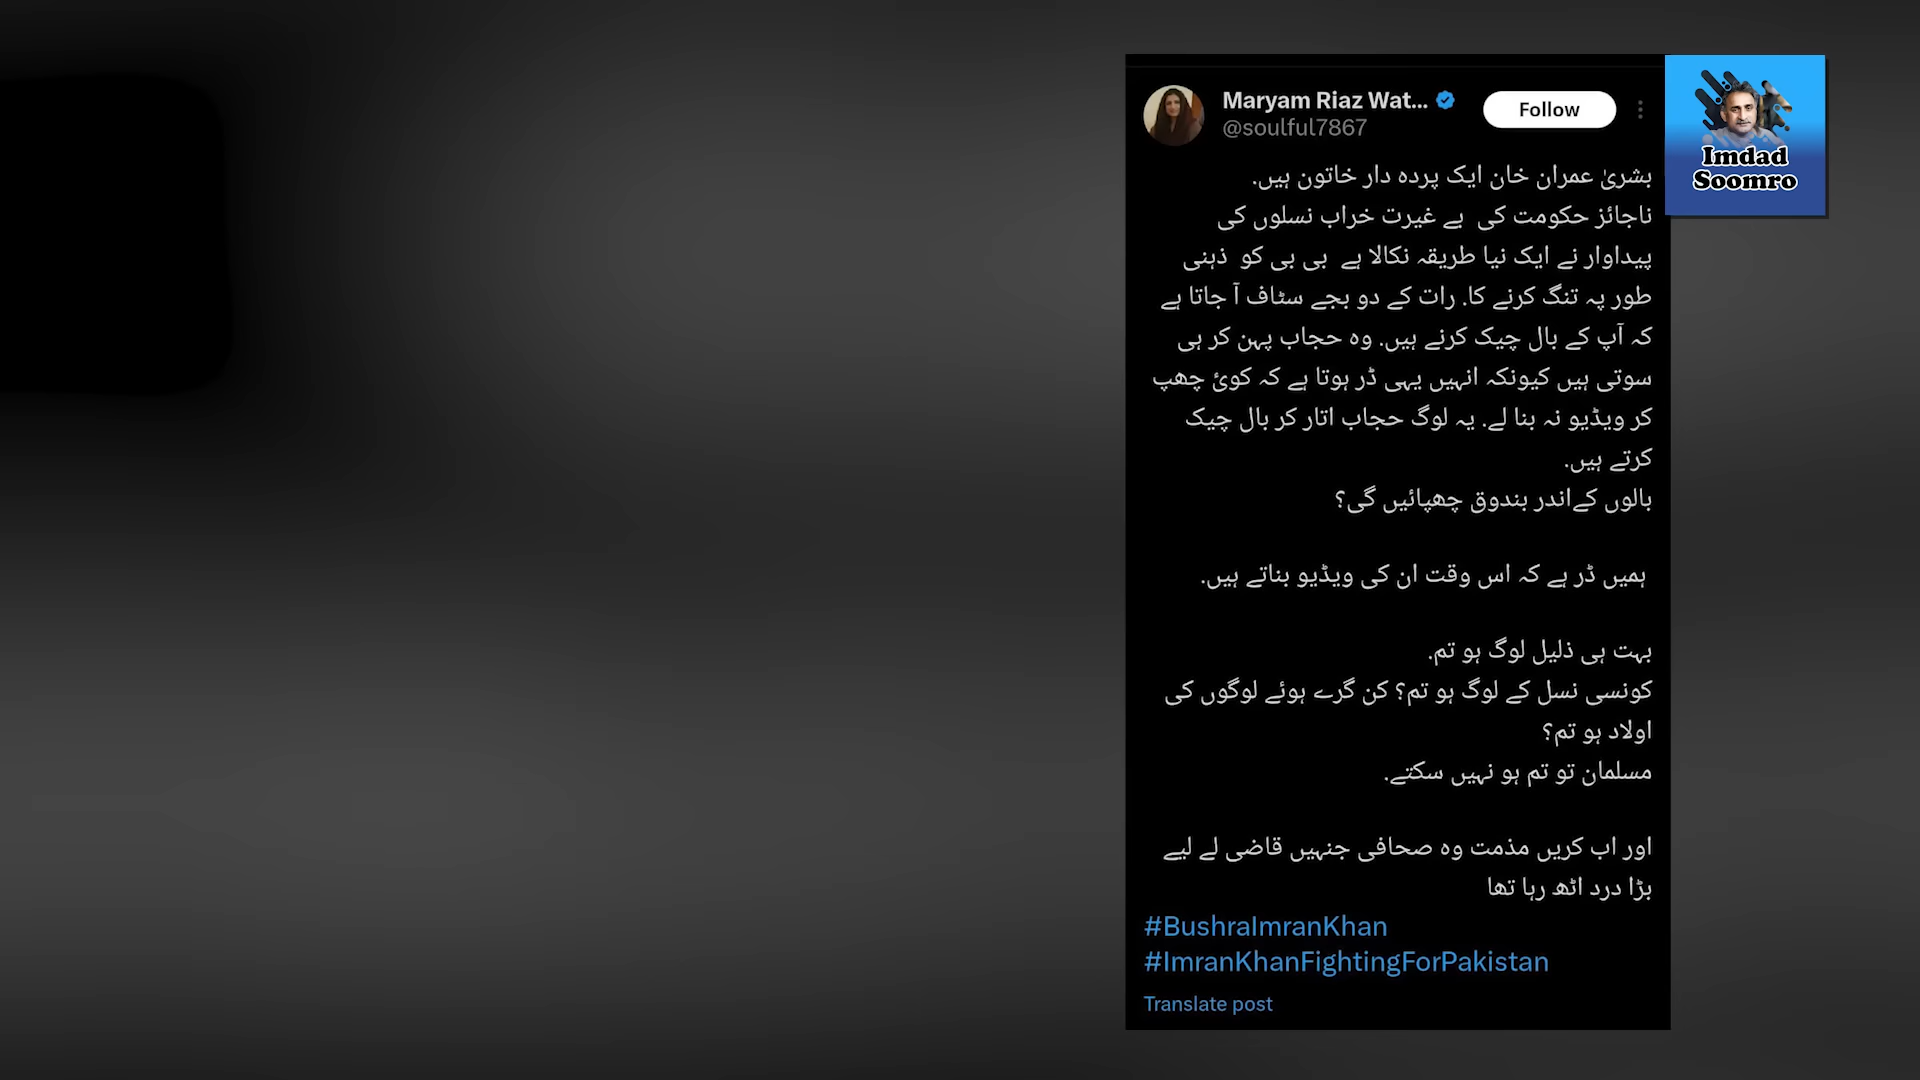 Maryam Riaz Wat...
@soulful7867
Follow
Imdad
Soomro
بشریٰ عمران خان ایک پردہ دار خاتون ہیں.
ناجائز حکومت کی بے غیرت خراب نسلوں کی
پیداوار نے ایک نیا طریقہ نکالا ہے بی بی کو ذہنی
طور پہ تنگ کرنے کا. رات کے دو بجے سٹاف آ جاتا ہے
کہ آپ کے بال چیک کرنے ہیں. وہ حجاب پہن کر ہی
سوتی ہیں کیونکہ انہیں یہی ڈر ہوتا ہے کہ کوئ چھپ
کر ویڈیو نہ بنا لے. یہ لوگ حجاب اتار کر بال چیک
کرتے ہیں.
بالوں کےاندر بندوق چھپائیں گی؟
ہمیں ڈر ہے کہ اس وقت ان کی ویڈیو بناتے ہیں.
بہت ہی ذلیل لوگ ہو تم.
کونسی نسل کے لوگ ہو تم؟ کن گرے ہوئے لوگوں کی
اولاد ہو تم؟
مسلمان تو تم ہو نہیں سکتے.
اور اب کریں مذمت وہ صحافی جنہیں قاضی لے لیے
بڑا درد اٹھ رہا تھا
#BushraImranKhan
#ImranKhanFightingForPakistan
Translate post